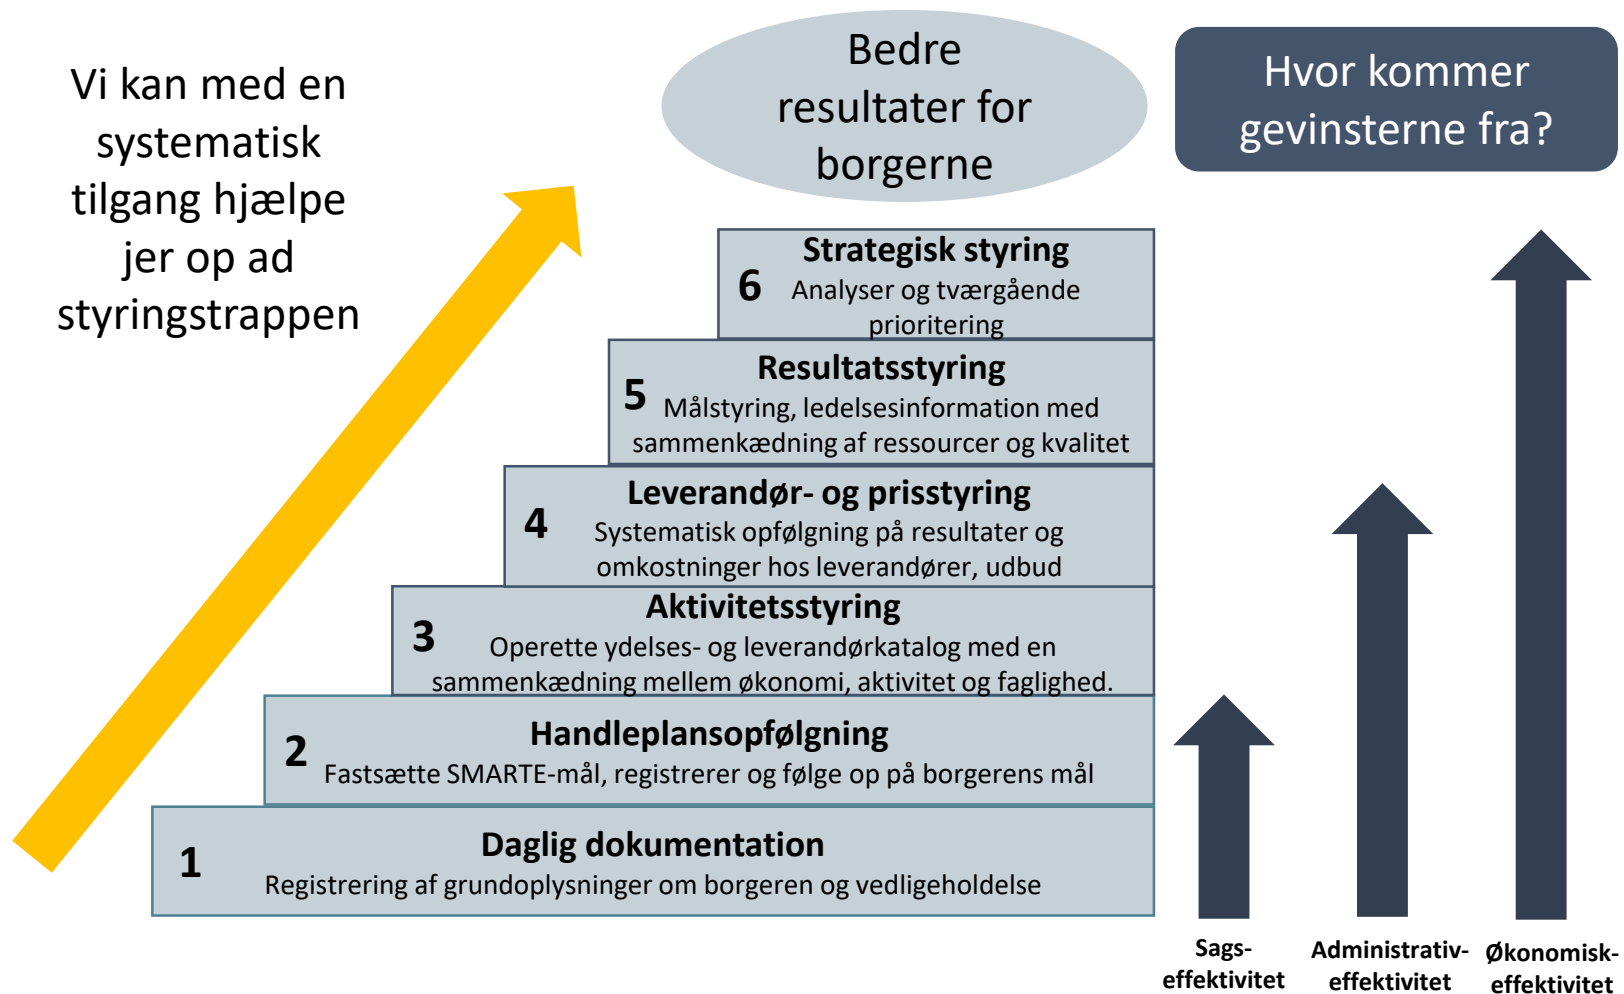 Vi kan med en
systematisk
tilgang hjælpe
jer op ad
styringstrappen
Bedre
resultater for
borgerne
Hvor kommer
gevinsterne fra?
6
Strategisk styring
Analyser og tværgående
prioritering
5
Resultatsstyring
Målstyring, ledelsesinformation med
sammenkædning af ressourcer og kvalitet
4
Leverandør- og prisstyring
Systematisk opfølgning på resultater og
omkostninger hos leverandører, udbud
3
Aktivitetsstyring
Operette ydelses- og leverandørkatalog med en
sammenkædning mellem økonomi, aktivitet og faglighed.
2
Handleplansopfølgning
Fastsætte SMARTE-mål, registrerer og følge op på borgerens mål
1
Daglig dokumentation
Registrering af grundoplysninger om borgeren og vedligeholdelse
Sags-
effektivitet
Administrativ-
effektivitet
Økonomisk-
effektivitet